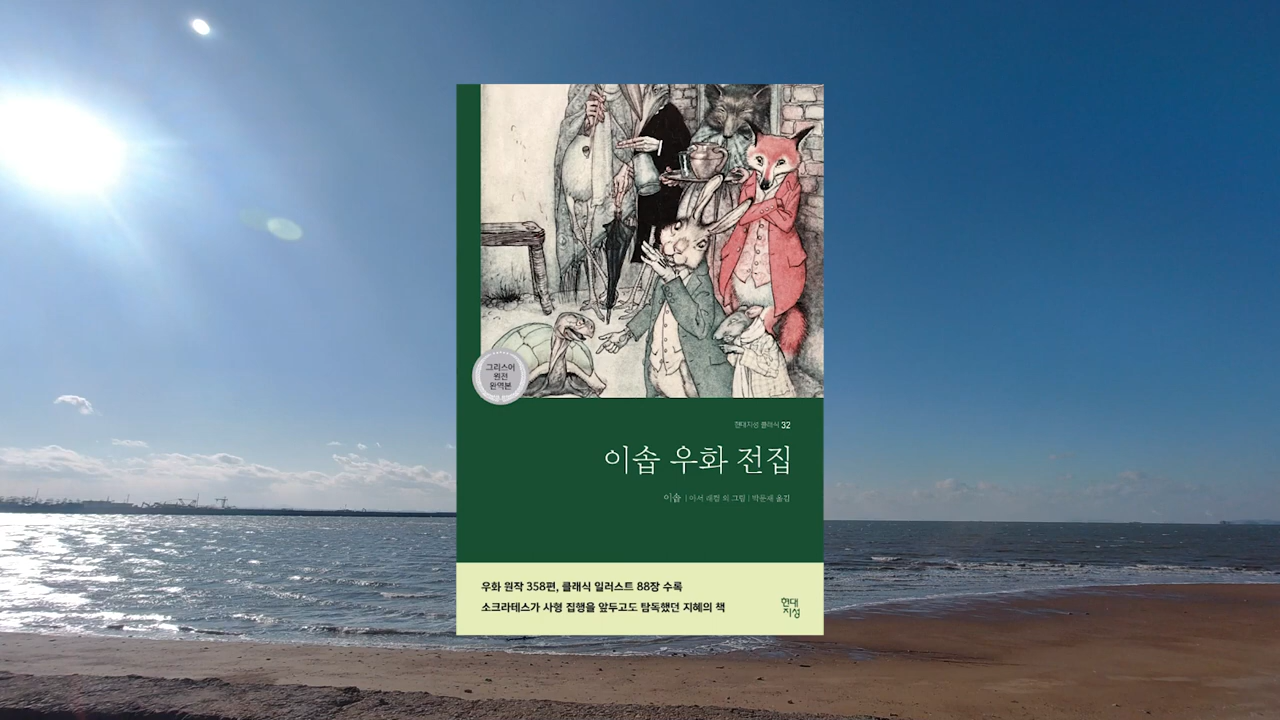 그리스어
원전
완역본
현대지성 클래식 32
이솝 우화 전집
이솝 | 아서 래컴 외 그림 | 박문재 옮김
우화 원작 358편, 클래식 일러스트 88장 수록
소크라테스가 사형 집행을 앞두고도 탐독했던 지혜의 책
현대
지성